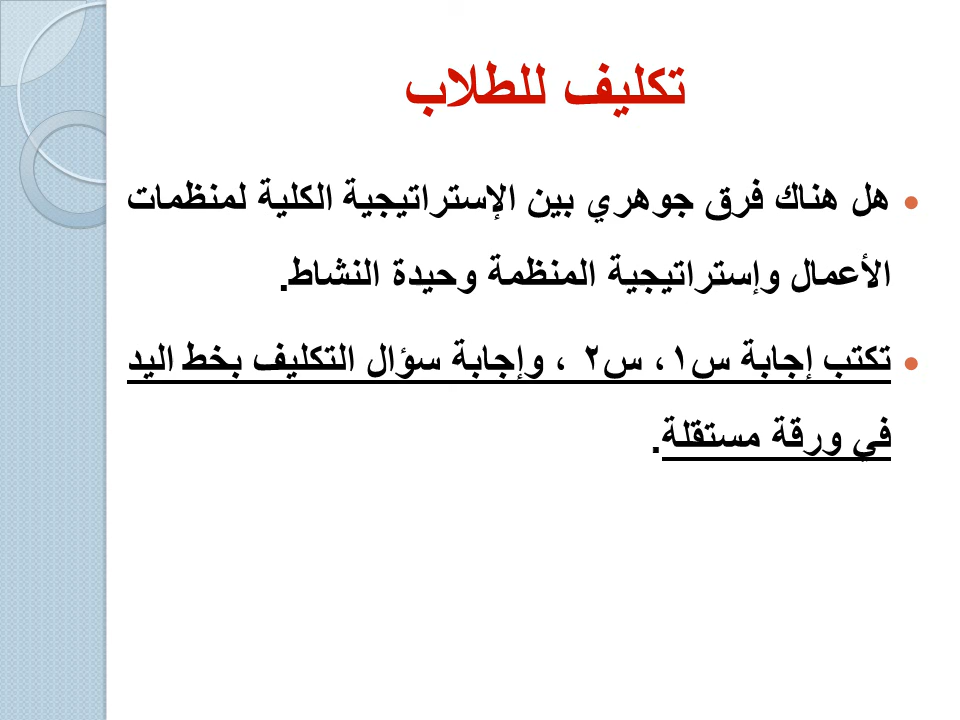 تكليف للطلاب
• هل هناك فرق جوهري بين الإستراتيجية الكلية لمنظمات
الأعمال وإستراتيجية المنظمة وحيدة النشاط.
• تكتب إجابة س١، س٢ ، وإجابة سؤال التكليف بخط اليد
في ورقة مستقلة.